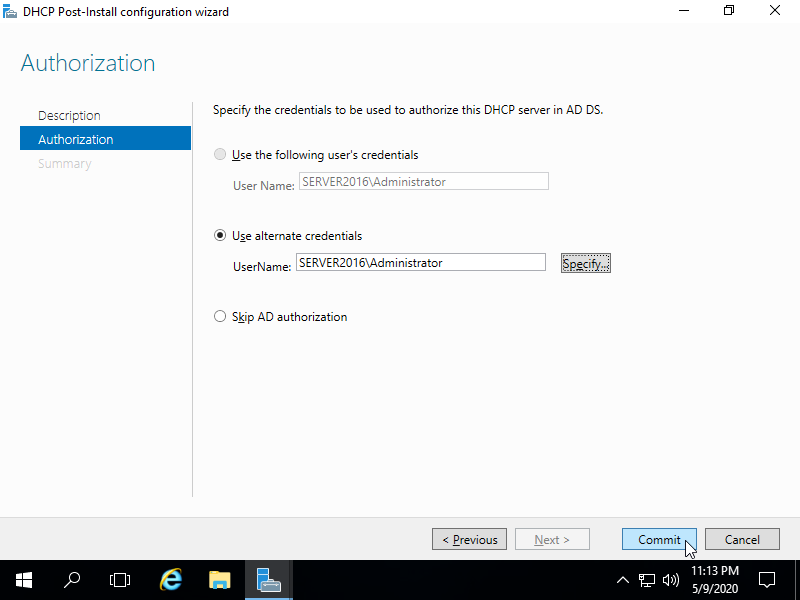 DHCP Post-Install configuration wizard
Authorization
Description
Authorization
Summary
Specify the credentials to be used to authorize this DHCP server in AD DS.
Use the following user's credentials
User Name: SERVER2016\Administrator
Use alternate credentials
UserName: SERVER2016\Administrator Specify...
Skip AD authorization
< Previous Next > Commit Cancel
11:13 PM
5/9/2020